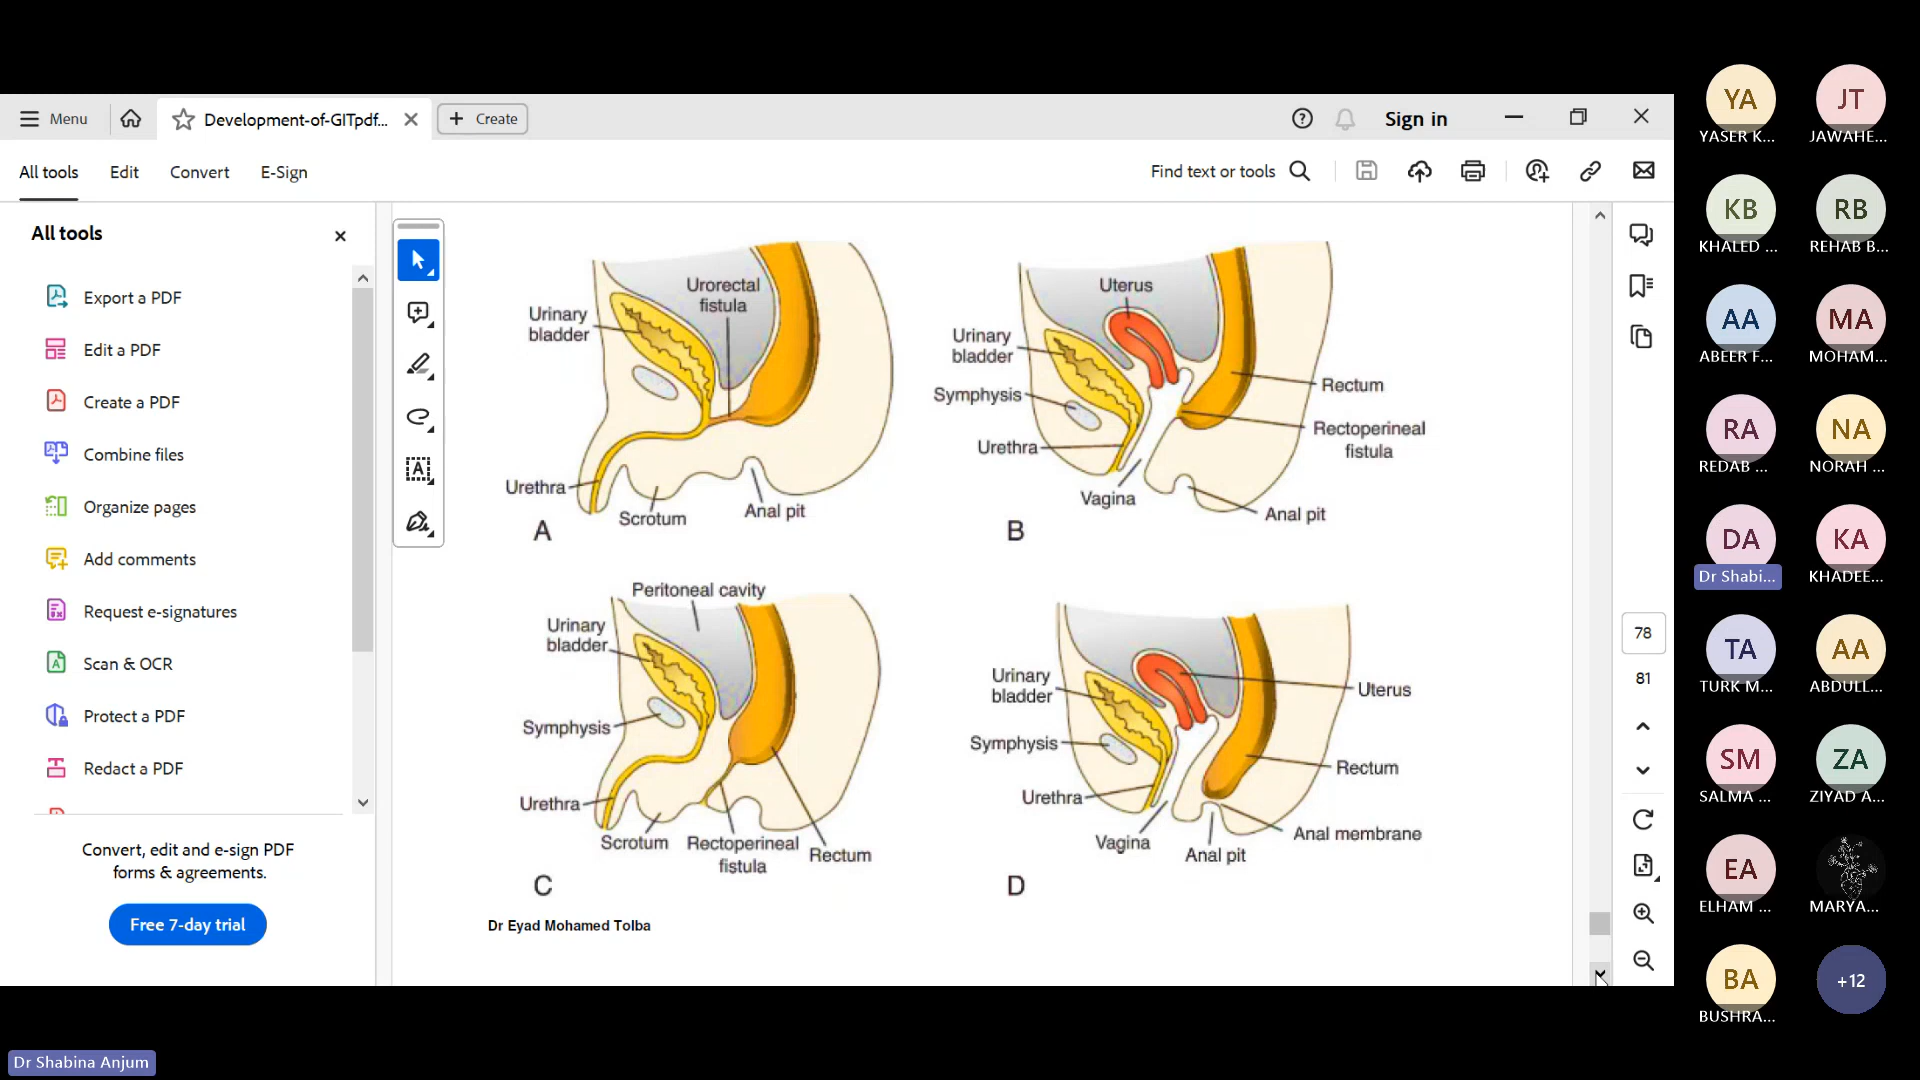 Menu
Development-of-GITpdf...
Create
Sign in
All tools
Edit
Convert
E-Sign
Find text or tools
All tools
Export a PDF
Edit a PDF
Create a PDF
Combine files
Organize pages
Add comments
Request e-signatures
Scan & OCR
Protect a PDF
Redact a PDF
Convert, edit and e-sign PDF
forms & agreements.
Free 7-day trial
Urinary
bladder
Urorectal
fistula
Urethra
Scrotum
Anal pit
A
Uterus
Urinary
bladder
Symphysis
Urethra
Vagina
Rectum
Rectoperineal
fistula
Anal pit
B
Peritoneal cavity
Urinary
bladder
Symphysis
Urethra
Scrotum
Rectoperineal
fistula
Rectum
C
Urinary
bladder
Symphysis
Urethra
Vagina
Anal pit
Uterus
Rectum
Anal membrane
D
Dr Eyad Mohamed Tolba
78
81
YA
YASER K...
JT
JAWAHE...
KB
KHALED ...
RB
REHAB B...
AA
ABEER F...
MA
MOHAM...
RA
REDAB ...
NA
NORAH ...
DA
Dr Shabi...
KA
KHADEE...
TA
TURK M...
AA
ABDULL...
SM
SALMA ...
ZA
ZIYAD A...
EA
ELHAM ...
MARYA...
BA
BUSHRA...
+12
Dr Shabina Anjum